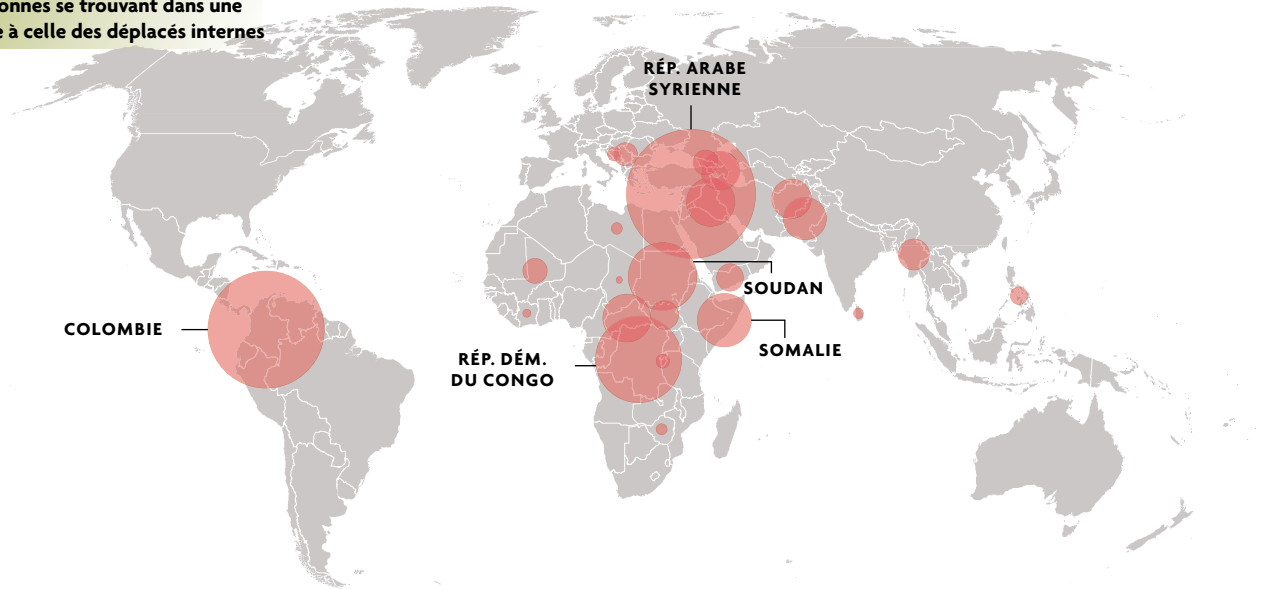 onnes se trouvant dans une
à celle des déplacés internes
RÉP. ARABE
SYRIENNE
SOUDAN
COLOMBIE
SOMALIE
RÉP. DÉM.
DU CONGO